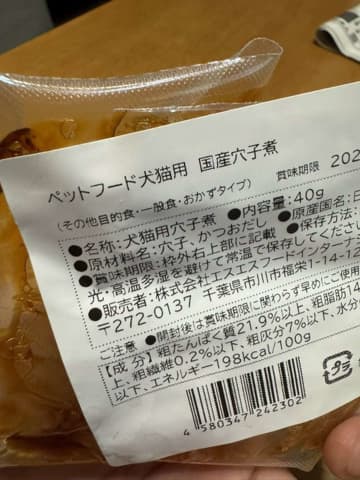 ペットフード犬猫用 国産穴子煮
(その他目的食・一般食・おかずタイプ) 賞味期限 202
●名称:犬猫用穴子煮 ●内容量:40g
●原材料名:穴子、かつおだし ●原産国名:日
●賞味期限:枠外右上部に記載 ●保存方法:
光・高温多湿を避けて常温で保存してください
●販売者:株式会社エスエスフードインターナ
〒272-0137 千葉県市川市福栄1-14-12
ご注意 ●開封後は賞味期限に関わらず早めにご使
【成分】粗たんぱく質21.9%以上、粗脂肪14
上、粗繊維0.2%以下、粗灰分7%以下、水分
以下、エネルギー198kcal/100g
4 580347 242302
プラ